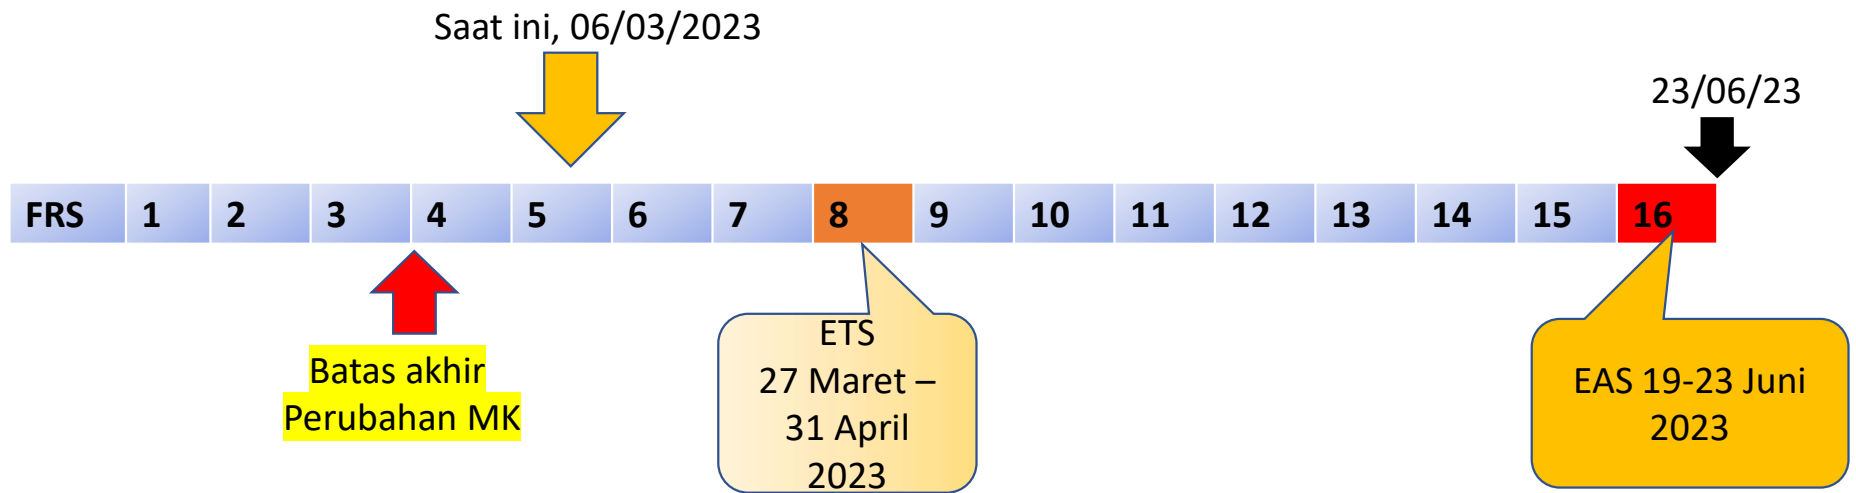 Saat ini, 06/03/2023
23/06/23
FRS 1 2 3 4 5 6 7 8 9 10 11 12 13 14 15 16
Batas akhir
Perubahan MK
ETS
27 Maret –
31 April
2023
EAS 19-23 Juni
2023